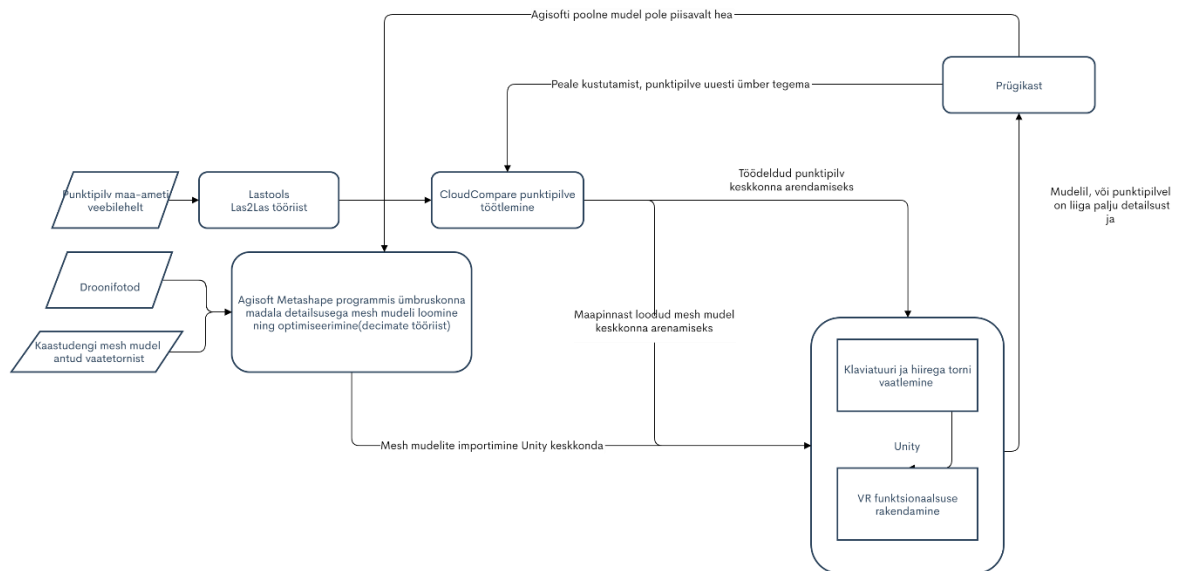 Agisofti poolne mudel pole piisavalt hea
Peale kustutamist, punktipilve uuesti ümber tegema
Prügikast
Punktipilv maa-ameti
veebilehelt
Lastools
Las2Las tööriist
CloudCompare punktipilve
töötlemine
Töödeldud punktipilv
keskkonna arendamiseks
Mudelil, või punktipilvel
on liiga palju detailsust
ja
Droonifotod
Agisoft Metashape programmis ümbruskonna
madala detailsusega mesh mudeli loomine
ning optimiseerimine(decimate tööriist)
Kaastudengi mesh mudel
antud vaatetornist
Maapinnast loodud mesh mudel
keskkonna arenamiseks
Klaviatuuri ja hiirega torni
vaatlemine
Mesh mudelite importimine Unity keskkonda
Unity
VR funktsionaalsuse
rakendamine